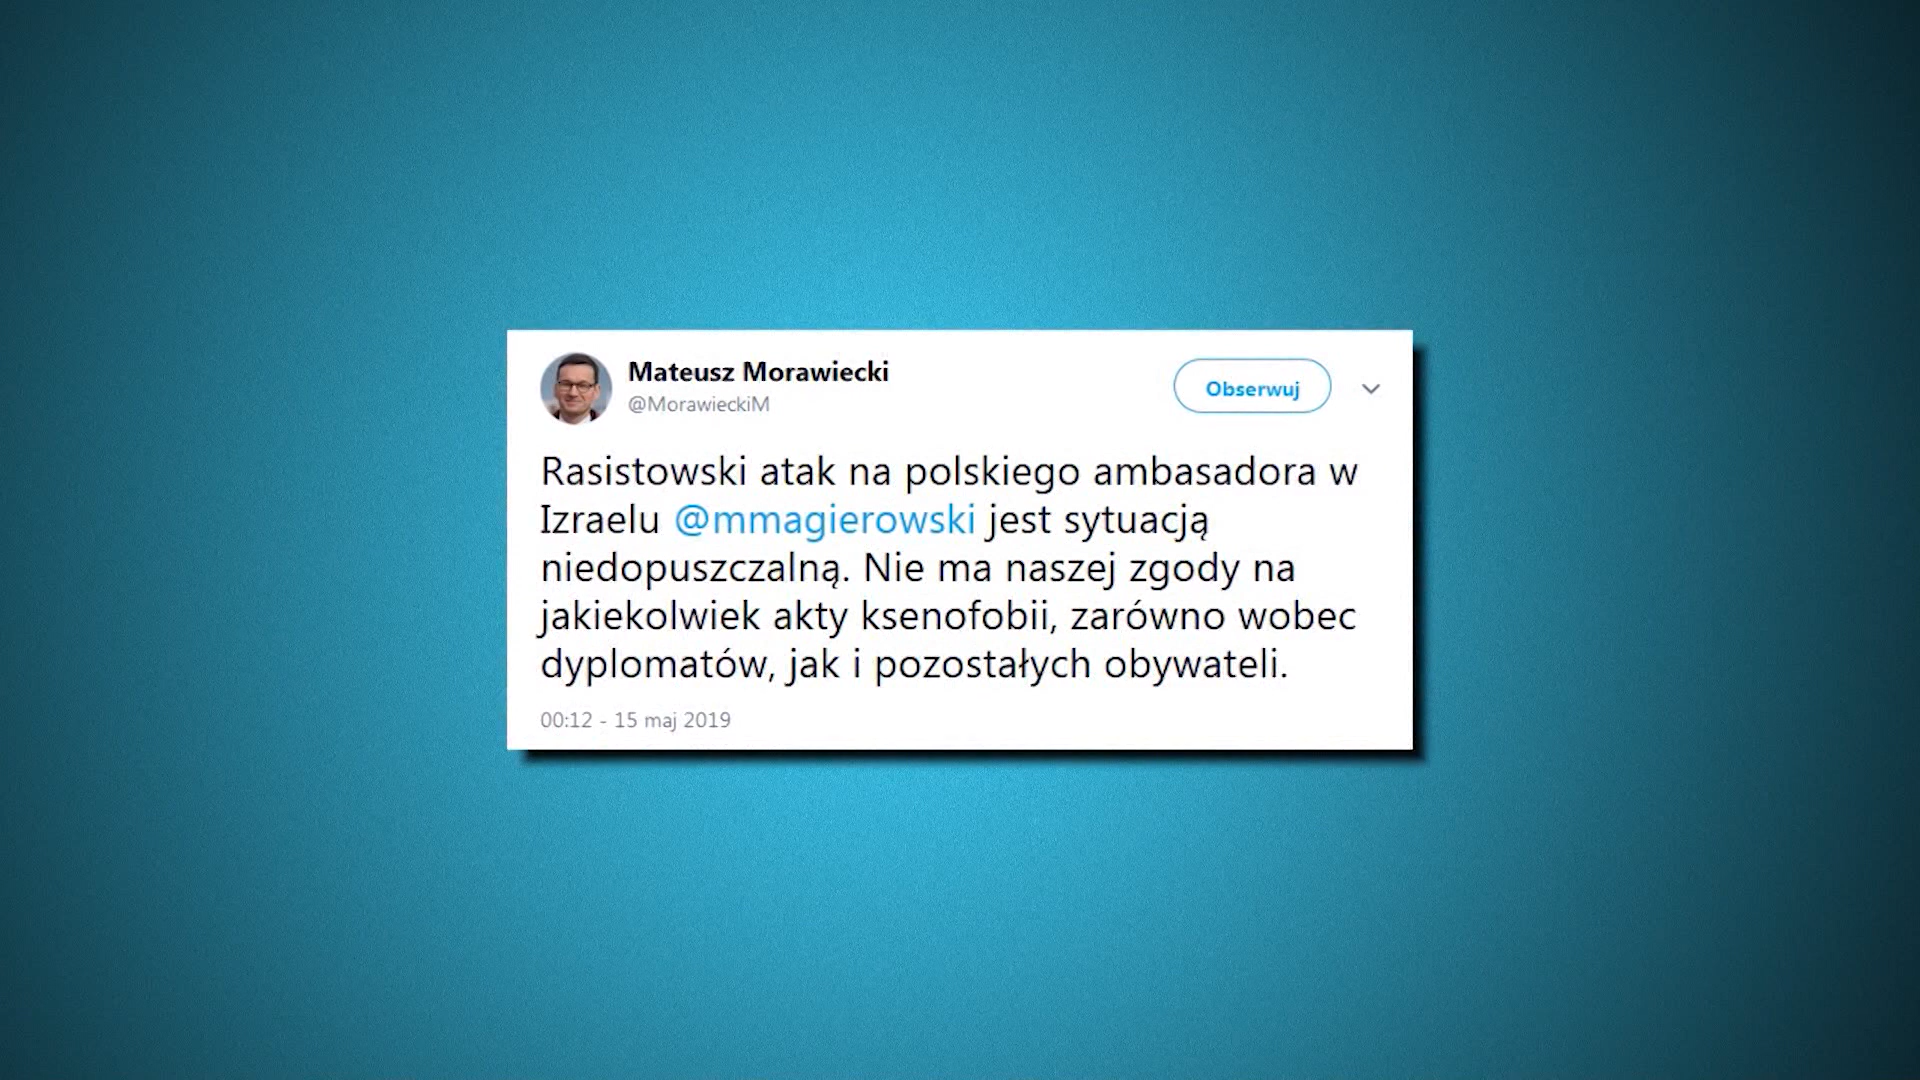 Mateusz Morawiecki
@MorawieckiM
Obserwuj
Rasistowski atak na polskiego ambasadora w
Izraelu @mmagierowski jest sytuacją
niedopuszczalną. Nie ma naszej zgody na
jakiekolwiek akty ksenofobii, zarówno wobec
dyplomatów, jak i pozostałych obywateli.
00:12 - 15 maj 2019